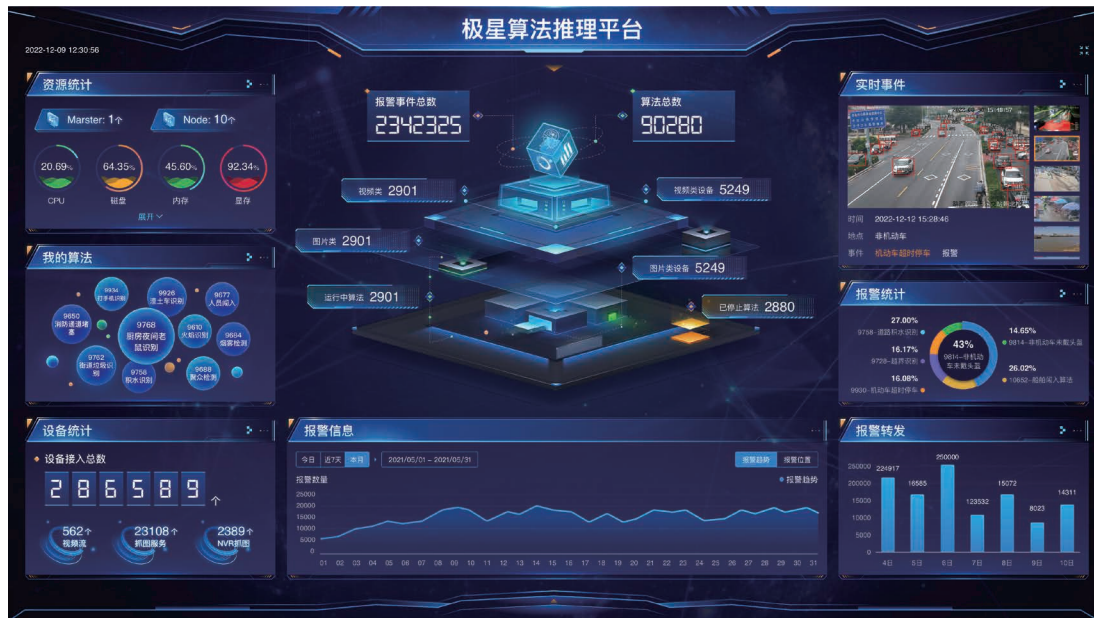 极星算法推理平台
2022-12-09 12:30:56
资源统计
Marster: 1个
Node: 10个
20.69%
64.35%
45.60%
92.34%
CPU
磁盘
内存
显存
展开
我的算法
9934
打手机识别
9926
渣土车识别
9077
人员闯入
9650
消防通道堵
塞
9768
厨房夜间老
鼠识别
9610
火焰识别
9684
烟雾检测
9762
街道垃圾识
别
9756
积水识别
9688
聚众检测
设备统计
设备接入总数
286589个
562个
视频流
23108个
抓图服务
2389个
NVR抓图
报警事件总数
2342325
算法总数
90280
视频类 2901
视频类设备 5249
图片类 2901
图片类设备 5249
运行中算法 2901
已停止算法 2880
报警信息
今日
近7天
本月
2021/05/01 - 2021/05/31
报警趋势
报警位置
报警数量
报警趋势
25000
20000
15000
10000
5000
0
01 02 03 04 05 06 07 08 09 10 11 12 13 14 15 16 17 18 19 20 21 22 23 24 25 26 27 28 29 30 31
实时事件
时间 2022-12-12 15:28:46
地点 非机动车
事件 机动车超时停车 报警
报警统计
27.00%
9758-道路积水识别
16.17%
9728-越界识别
16.08%
9930-机动车超时停车
43%
9814-非机动
车未戴头盔
14.65%
9814-非机动车未戴头盔
26.02%
10652-船舶闯入算法
报警转发
250000
200000
150000
10000
5000
0
224917
16585
250000
123532
15072
8023
14311
4日
5日
6日
7日
8日
9日
10日